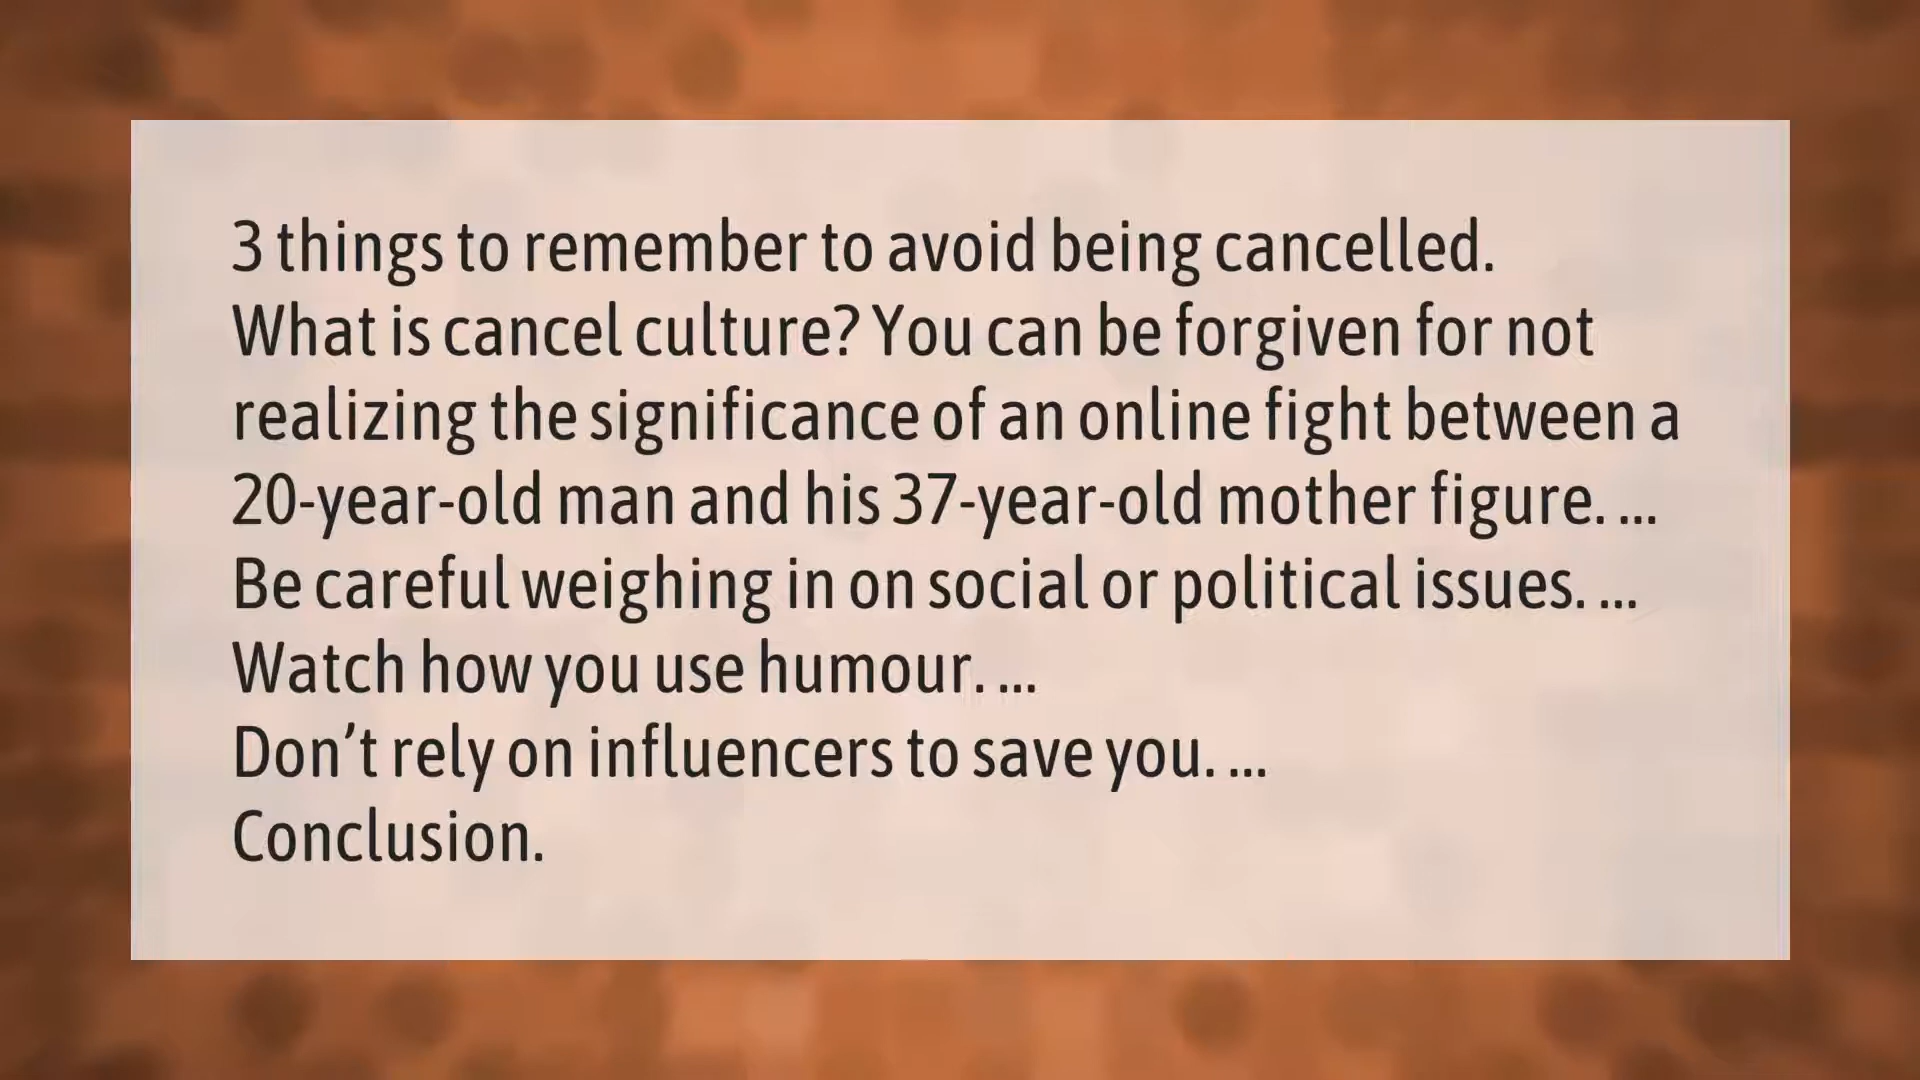 3 things to remember to avoid being cancelled.
What is cancel culture? You can be forgiven for not
realizing the significance of an online fight between a
20-year-old man and his 37-year-old mother figure. ...
Be careful weighing in on social or political issues. ...
Watch how you use humour. ...
Don’t rely on influencers to save you. ...
Conclusion.